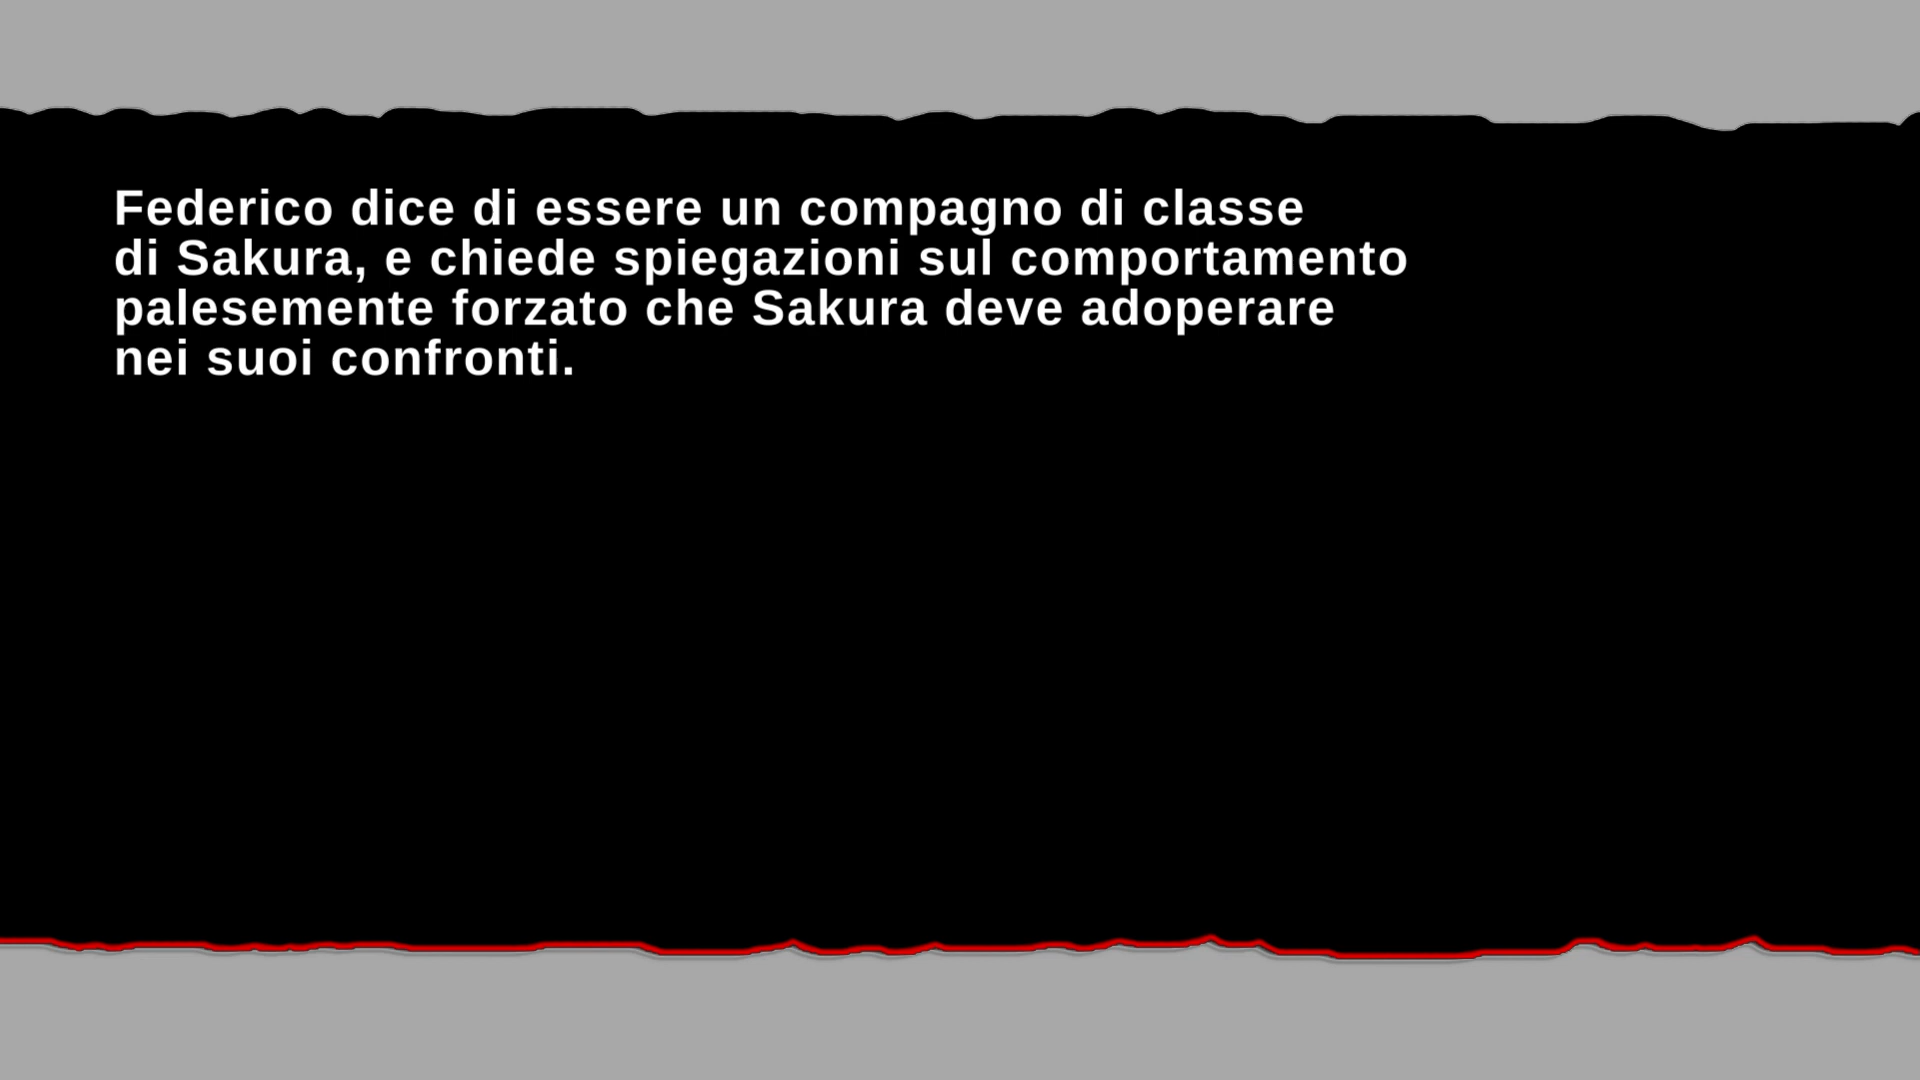 Federico dice di essere un compagno di classe
di Sakura, e chiede spiegazioni sul comportamento
palesemente forzato che Sakura deve adoperare
nei suoi confronti.